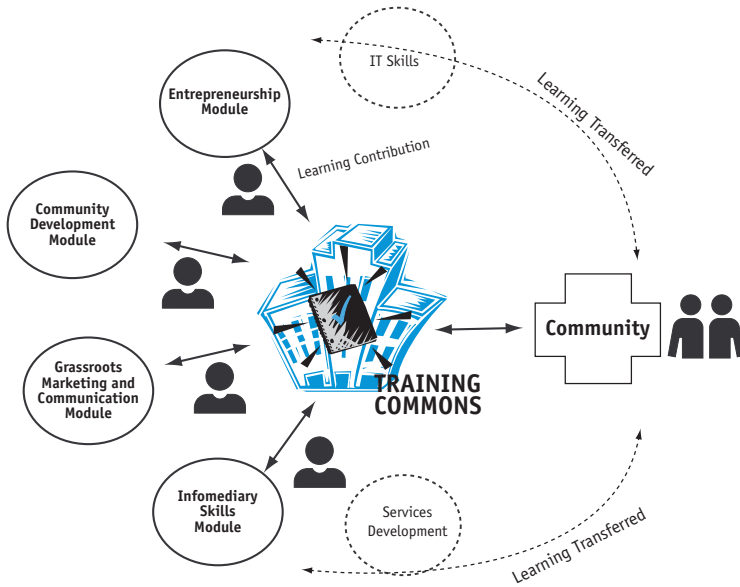 IT Skills
Learning Transferred
Entrepreneurship
Module
Learning Contribution
Community
Development
Module
Community
Grassroots
Marketing and
Communication
Module
TRAINING
COMMONS
Infomediary
Skills
Module
Services
Development
Learning Transferred